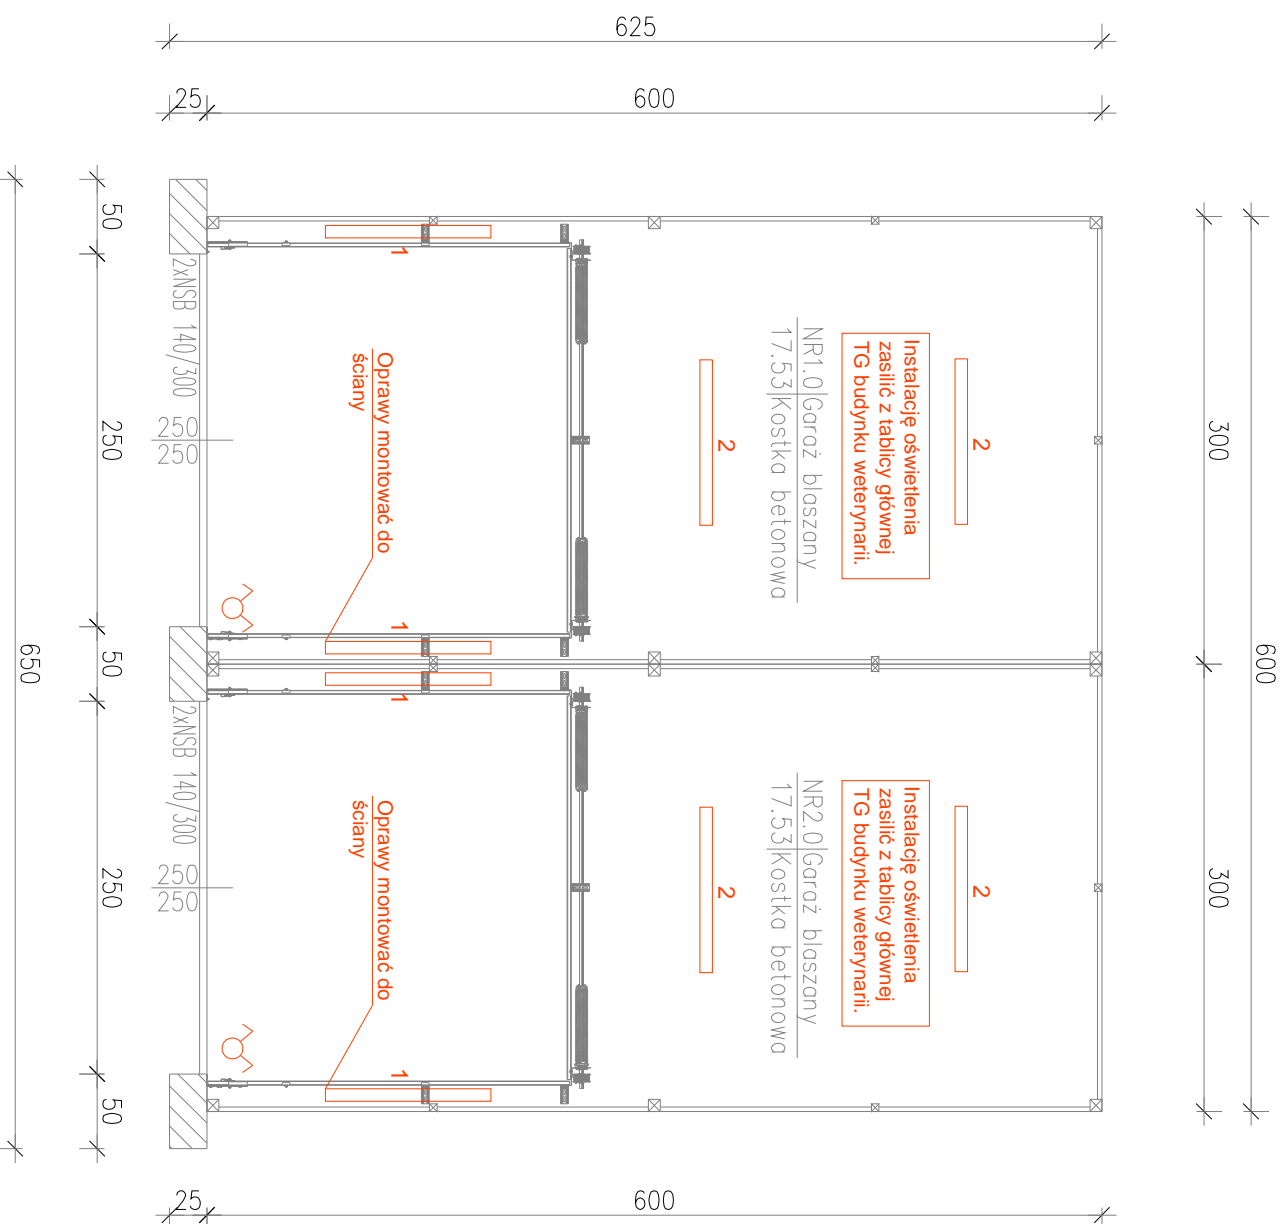 625
25
600
50
250
50
250
50
650
300
300
600
25
600
2xNSB 140/300
250
250
Oprawy montować do
ściany
1
1
NR1.0 Garaż blaszany
17.53 Kostka betonowa
Instalację oświetlenia
zasilić z tablicy głównej
TG budynku weterynarii.
2
2
2xNSB 140/300
250
250
Oprawy montować do
ściany
1
1
NR2.0 Garaż blaszany
17.53 Kostka betonowa
Instalację oświetlenia
zasilić z tablicy głównej
TG budynku weterynarii.
2
2